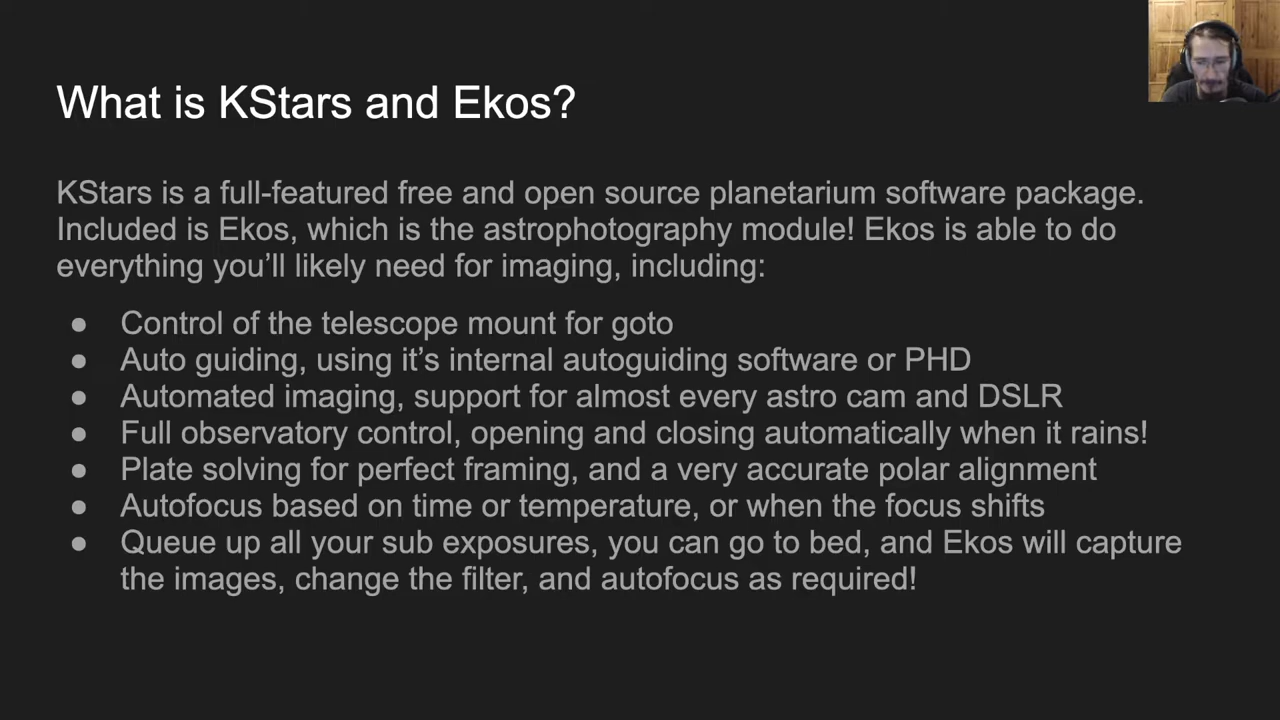 What is KStars and Ekos?
KStars is a full-featured free and open source planetarium software package.
Included is Ekos, which is the astrophotography module! Ekos is able to do
everything you’ll likely need for imaging, including:
● Control of the telescope mount for goto
● Auto guiding, using it’s internal autoguiding software or PHD
● Automated imaging, support for almost every astro cam and DSLR
● Full observatory control, opening and closing automatically when it rains!
● Plate solving for perfect framing, and a very accurate polar alignment
● Autofocus based on time or temperature, or when the focus shifts
● Queue up all your sub exposures, you can go to bed, and Ekos will capture
the images, change the filter, and autofocus as required!